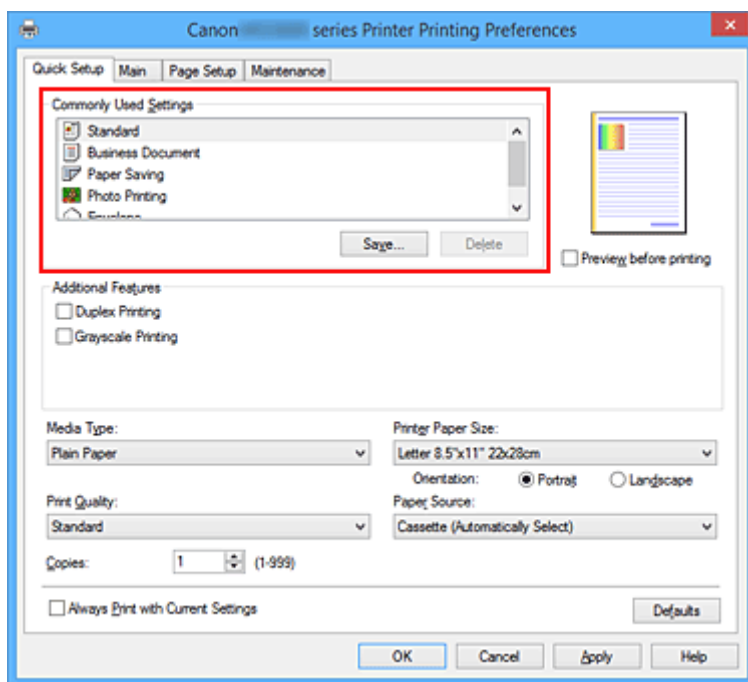 Canon series Printer Printing Preferences
Quick Setup Main Page Setup Maintenance
Commonly Used Settings
Standard
Business Document
Paper Saving
Photo Printing
Envelope
Save... Delete
Preview before printing
Additional Features
Duplex Printing
Grayscale Printing
Media Type: Printer Paper Size:
Plain Paper Letter 8.5"x11" 22x28cm
Orientation: Portrait Landscape
Print Quality: Paper Source:
Standard Cassette (Automatically Select)
Copies: 1 (1-999)
Always Print with Current Settings Defaults
OK Cancel Apply Help